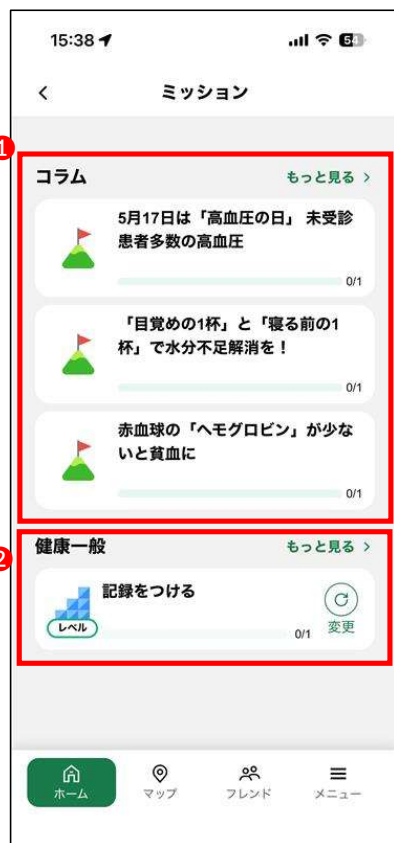 15:38
54
ミッション
1
コラム
もっと見る
5月17日は「高血圧の日」 未受診
患者多数の高血圧
0/1
「目覚めの1杯」と「寝る前の1
杯」で水分不足解消を！
0/1
赤血球の「ヘモグロビン」が少な
いと貧血に
0/1
2
健康一般
もっと見る
記録をつける
レベル
0/1
変更
ホーム
マップ
フレンド
メニュー